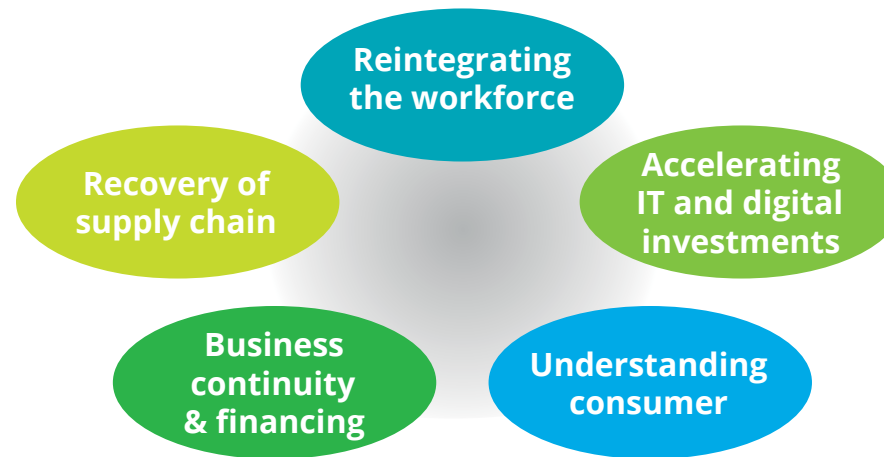 Reintegrating
the workforce
Recovery of
supply chain
Accelerating
IT and digital
investments
Business
continuity
& financing
Understanding
consumer